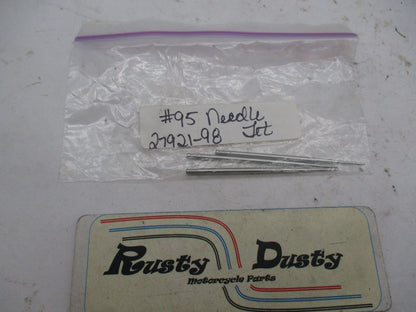 #95 Needle
27921-98 Jet
Rusty Dusty
Motorcycle Parts